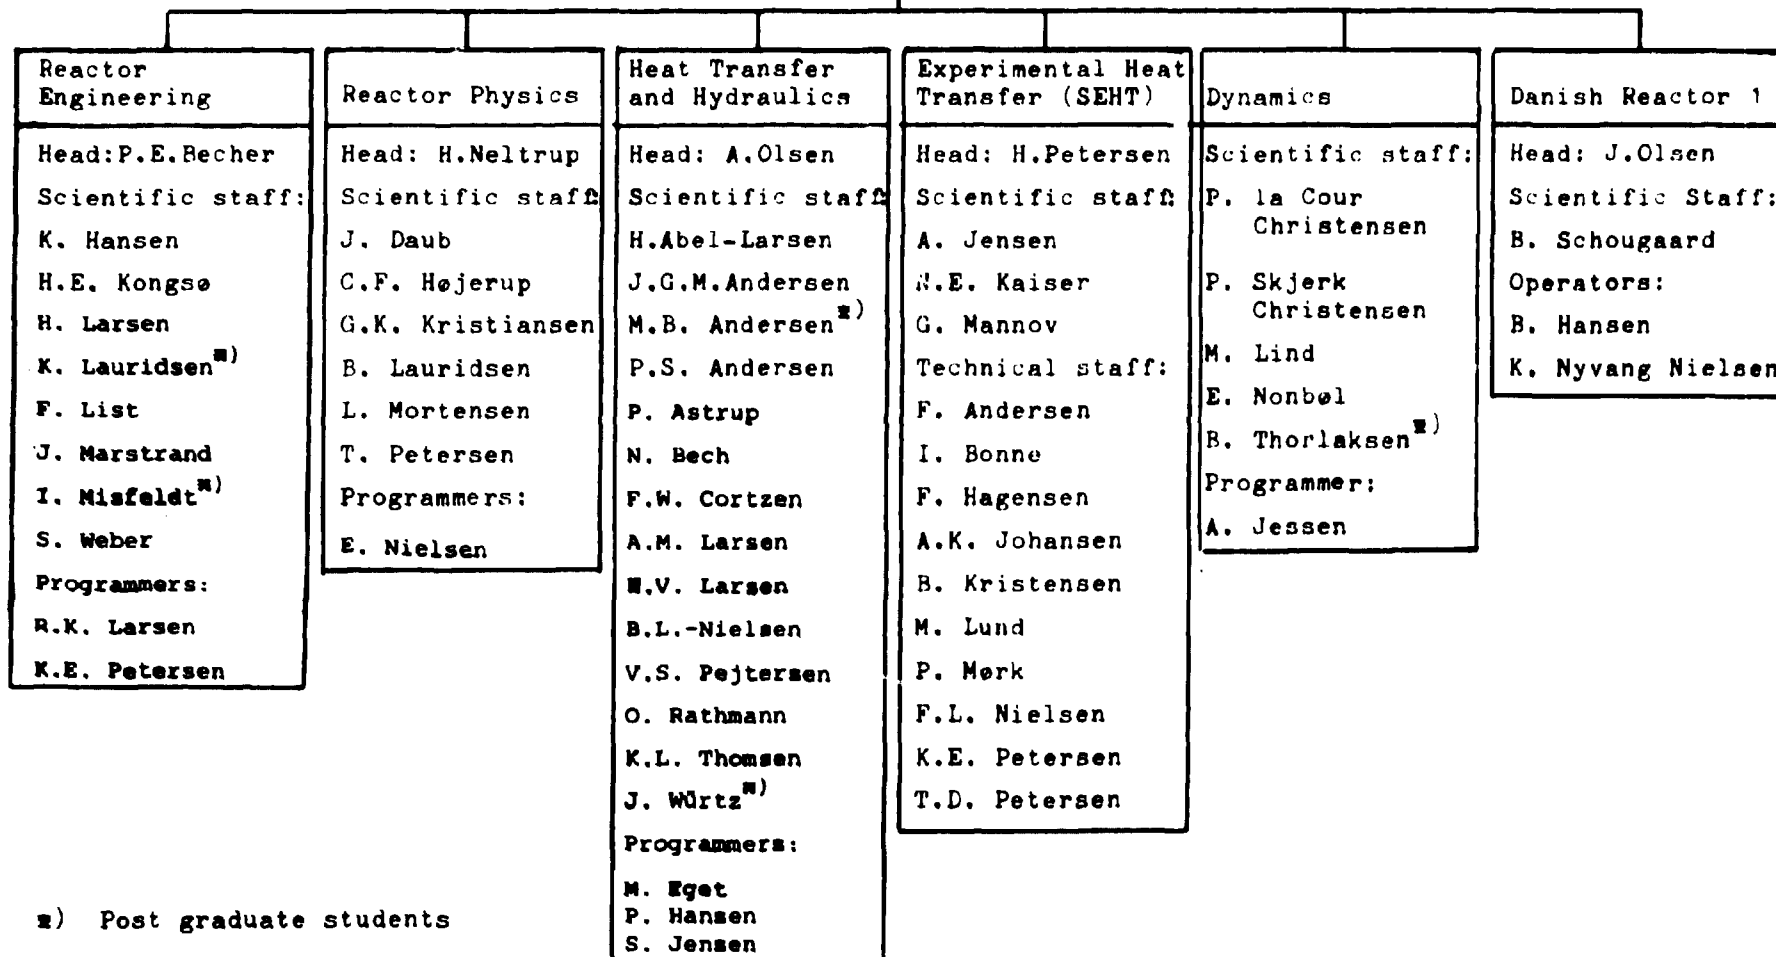 Reactor
Engineering
Head:P.E.Becher
Scientific staff:
K. Hansen
H.E. Kongsø
H. Larsen
K. Lauridsen*)
F. List
J. Marstrand
I. Misfeldt*)
S. Weber
Programmers:
R.K. Larsen
K.E. Petersen
Reactor Physics
Head: H.Neltrup
Scientific staff:
J. Daub
C.F. Højerup
G.K. Kristiansen
B. Lauridsen
L. Mortensen
T. Petersen
Programmers:
E. Nielsen
Heat Transfer
and Hydraulics
Head: A.Olsen
Scientific staff:
H.Abel-Larsen
J.G.M.Andersen
M.B. Andersen*)
P.S. Andersen
P. Astrup
N. Bech
F.W. Cortzen
A.M. Larsen
Larsen
B.L.-Nielsen
V.S. Pejtersen
O. Rathmann
K.L. Thomsen
J. Würtz*)
Programmers:
M. Eget
P. Hansen
S. Jensen
Experimental Heat
Transfer (SEHT)
Head: H.Petersen
Scientific staff:
A. Jensen
N.E. Kaiser
G. Mannov
Technical staff:
F. Andersen
I. Bonne
F. Hagensen
A.K. Johansen
B. Kristensen
M. Lund
P. Mørk
F.L. Nielsen
K.E. Petersen
T.D. Petersen
Dynamics
Scientific staff:
P. la Cour
Christensen
P. Skjerk
Christensen
M. Lind
E. Nonbøl
B. Thorlaksen*)
Programmer:
A. Jessen
Danish Reactor 1
Head: J.Olsen
Scientific Staff:
B. Schougaard
Operators:
B. Hansen
K. Nyvang Nielsen
*) Post graduate students